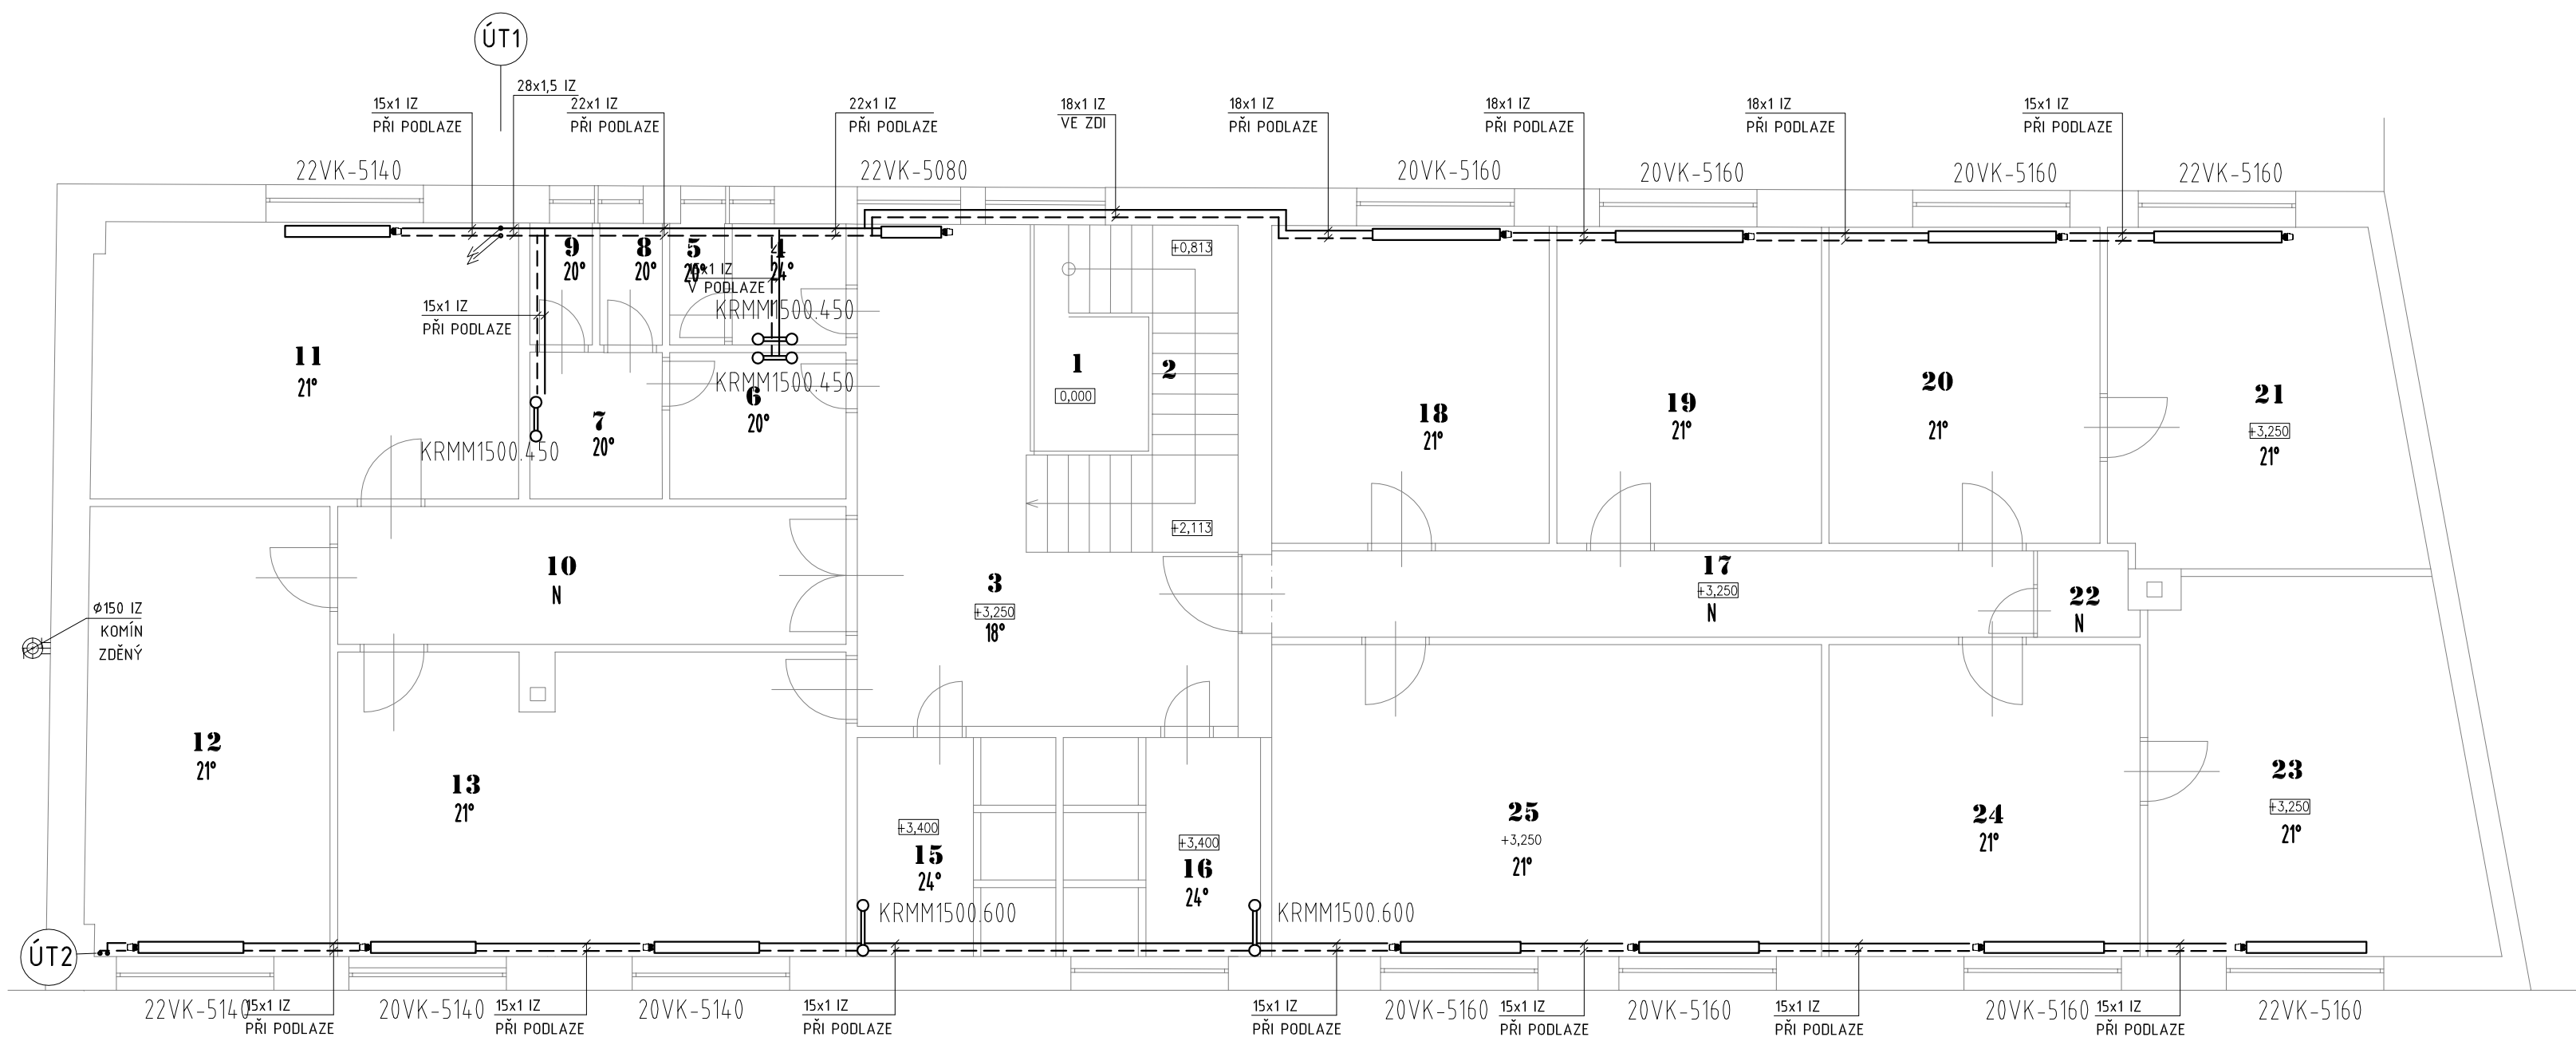 ÚT1
28x1,5 IZ
15x1 IZ
PŘI PODLAZE
22x1 IZ
PŘI PODLAZE
22x1 IZ
PŘI PODLAZE
18x1 IZ
VE ZDI
18x1 IZ
PŘI PODLAZE
18x1 IZ
PŘI PODLAZE
18x1 IZ
PŘI PODLAZE
15x1 IZ
PŘI PODLAZE
22VK-5140
22VK-5080
20VK-5160
20VK-5160
20VK-5160
22VK-5160
9
20°
8
20°
5
20°
4
24°
15x1 IZ
V PODLAZE
KRMM1500.450
+0,813
15x1 IZ
PŘI PODLAZE
11
21°
1
0,000
2
KRMM1500.450
6
20°
7
20°
KRMM1500.450
18
21°
19
21°
20
21°
21
+3,250
21°
+2,113
10
N
3
+3,250
18°
17
+3,250
N
22
N
ø150 IZ
KOMÍN
ZDĚNÝ
12
21°
13
21°
+3,400
15
24°
+3,400
16
24°
25
+3,250
21°
24
21°
23
+3,250
21°
KRMM1500.600
KRMM1500.600
ÚT2
22VK-5140
15x1 IZ
PŘI PODLAZE
20VK-5140
15x1 IZ
PŘI PODLAZE
20VK-5140
15x1 IZ
PŘI PODLAZE
15x1 IZ
PŘI PODLAZE
20VK-5160
15x1 IZ
PŘI PODLAZE
20VK-5160
15x1 IZ
PŘI PODLAZE
20VK-5160
15x1 IZ
PŘI PODLAZE
22VK-5160